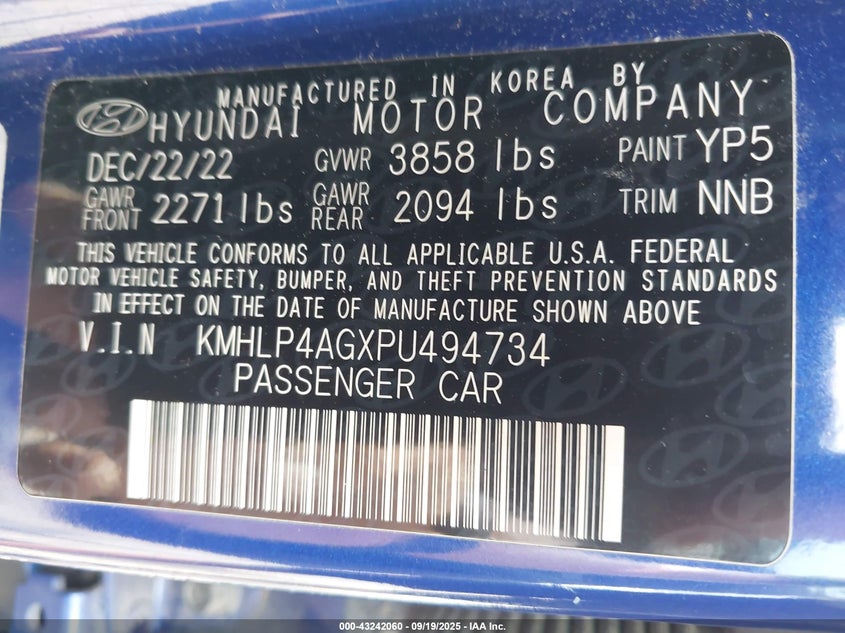 MANUFACTURED IN KOREA BY
HYUNDAI MOTOR COMPANY
DEC/22/22 GVWR 3858 lbs PAINT YP5
GAWR FRONT 2271 lbs GAWR REAR 2094 lbs TRIM NNB
THIS VEHICLE CONFORMS TO ALL APPLICABLE U.S.A. FEDERAL
MOTOR VEHICLE SAFETY, BUMPER, AND THEFT PREVENTION STANDARDS
IN EFFECT ON THE DATE OF MANUFACTURE SHOWN ABOVE
V.I.N KMHLP4AGXPU494734
PASSENGER CAR
000-43242060 - 09/19/2025 - IAA Inc.